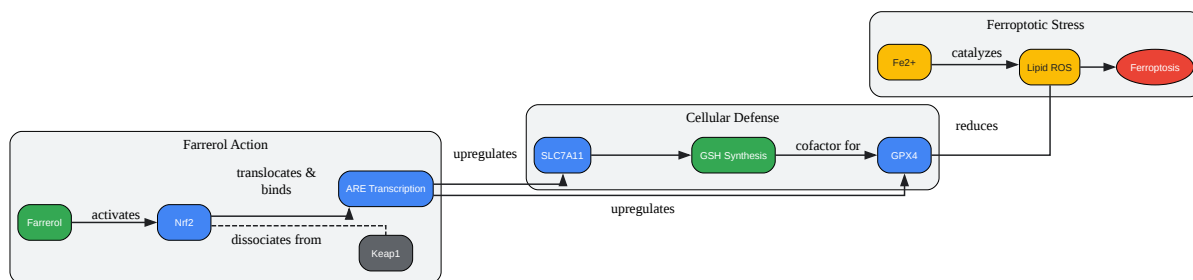 Ferroptotic Stress
Fe2+
catalyzes
Lipid ROS
Ferroptosis
Cellular Defense
SLC7A11
GSH Synthesis
cofactor for
GPX4
reduces
upregulates
upregulates
Farrerol Action
translocates &
binds
ARE Transcription
Farrerol
activates
Nrf2
dissociates from
Keap1